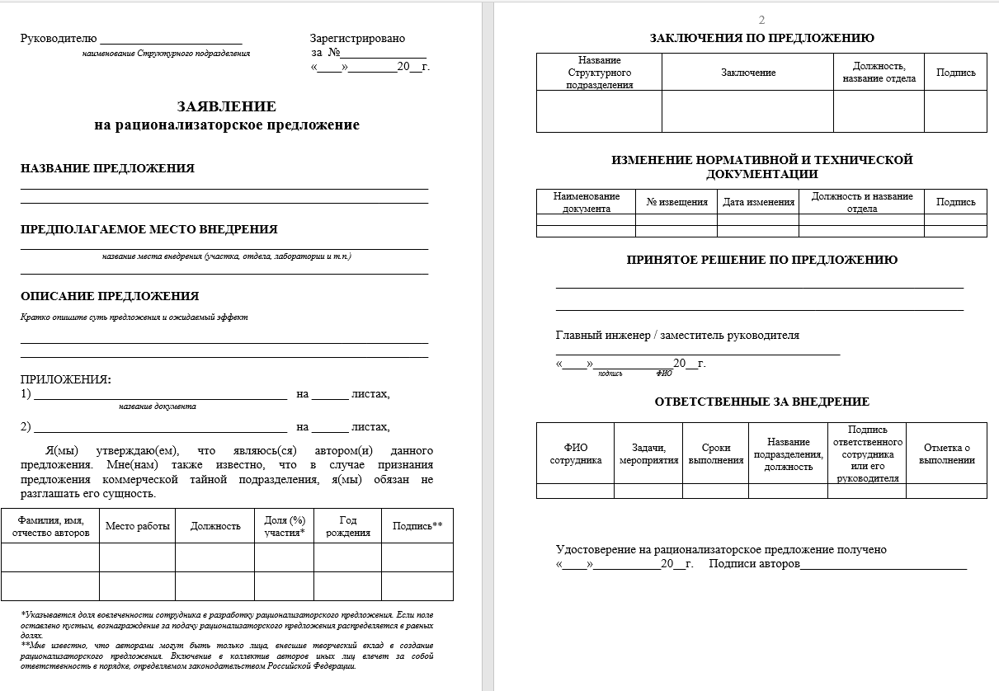 Руководителю _______________________ Зарегистрировано
наименование Структурного подразделения за №______________
«____»________20__г.
ЗАЯВЛЕНИЕ
на рационализаторское предложение
НАЗВАНИЕ ПРЕДЛОЖЕНИЯ
ПРЕДПОЛАГАЕМОЕ МЕСТО ВНЕДРЕНИЯ
название места внедрения (участка, отдела, лаборатории и т.п.)
ОПИСАНИЕ ПРЕДЛОЖЕНИЯ
Кратко опишите суть предложения и ожидаемый эффект
ПРИЛОЖЕНИЯ:
1) _________________________________________ на ______ листах,
название документа
2) _________________________________________ на ______ листах,
Я(мы) утверждаю(ем), что являюсь(ся) автором(и) данного
предложения. Мне(нам) также известно, что в случае признания
предложения коммерческой тайной подразделения, я(мы) обязан не
разглашать его сущность.
Фамилия, имя, отчество авторов Место работы Должность Доля (%) участия* Год рождения Подпись**
*Указывается доля вовлеченности сотрудника в разработку рационализаторского предложения. Если поле
оставлено пустым, вознаграждение за подачу рационализаторского предложения распределяется в равных
долях.
**Мне известно, что авторами могут быть только лица, внесшие творческий вклад в создание
рационализаторского предложения. Включение в коллектив авторов иных лиц влечет за собой
ответственность в порядке, определяемом законодательством Российской Федерации.
2
ЗАКЛЮЧЕНИЯ ПО ПРЕДЛОЖЕНИЮ
Название Структурного подразделения Заключение Должность, название отдела Подпись
ИЗМЕНЕНИЕ НОРМАТИВНОЙ И ТЕХНИЧЕСКОЙ
ДОКУМЕНТАЦИИ
Наименование документа № извещения Дата изменения Должность и название отдела Подпись
ПРИНЯТОЕ РЕШЕНИЕ ПО ПРЕДЛОЖЕНИЮ
Главный инженер / заместитель руководителя
«____»_____________20__г.
подпись ФИО
ОТВЕТСТВЕННЫЕ ЗА ВНЕДРЕНИЕ
ФИО сотрудника Задачи, мероприятия Сроки выполнения Название подразделения, должность Подпись ответственного сотрудника или его руководителя Отметка о выполнении
Удостоверение на рационализаторское предложение получено
«____»___________20__г. Подписи авторов___________________________